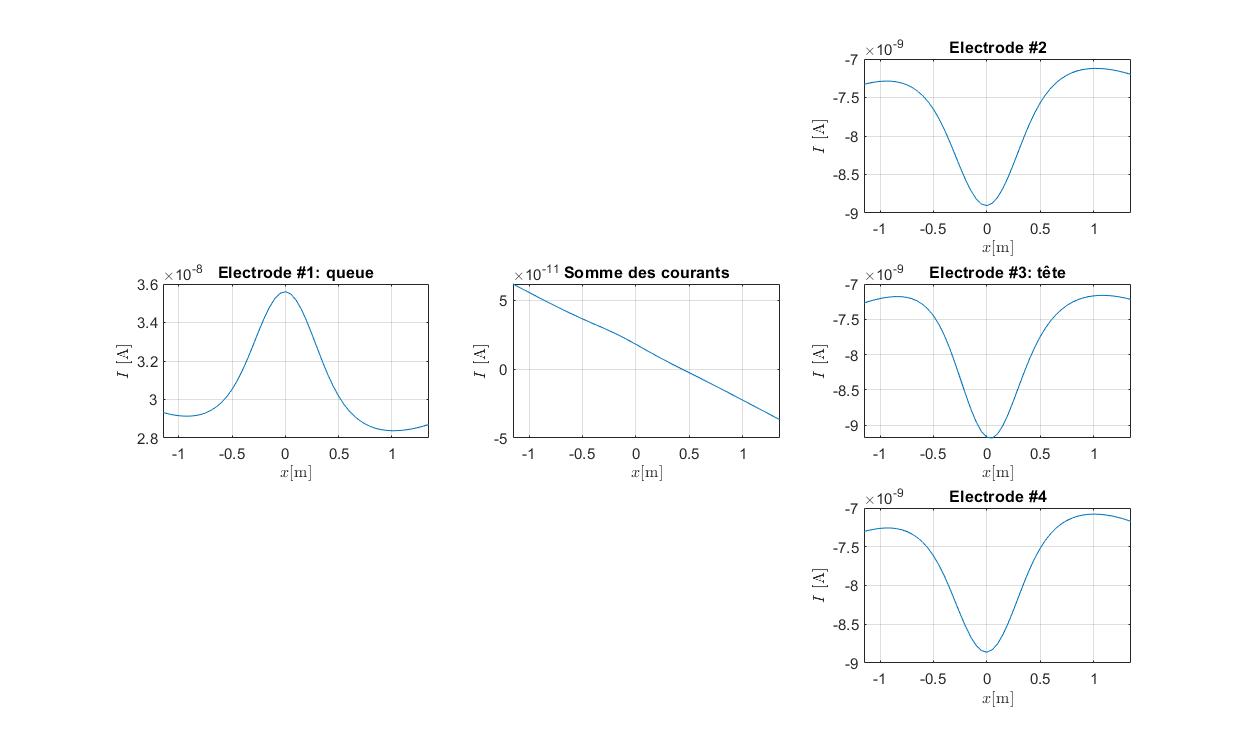 Electrode #2
×10-9
-7
-7.5
-8
-8.5
-9
I [A]
-1 -0.5 0 0.5 1
x[m]
Electrode #1: queue
×10-8
3.6
3.4
3.2
3
2.8
I [A]
-1 -0.5 0 0.5 1
x[m]
Somme des courants
×10-11
5
0
-5
I [A]
-1 -0.5 0 0.5 1
x[m]
Electrode #3: tête
×10-9
-7
-7.5
-8
-8.5
-9
I [A]
-1 -0.5 0 0.5 1
x[m]
Electrode #4
×10-9
-7
-7.5
-8
-8.5
-9
I [A]
-1 -0.5 0 0.5 1
x[m]